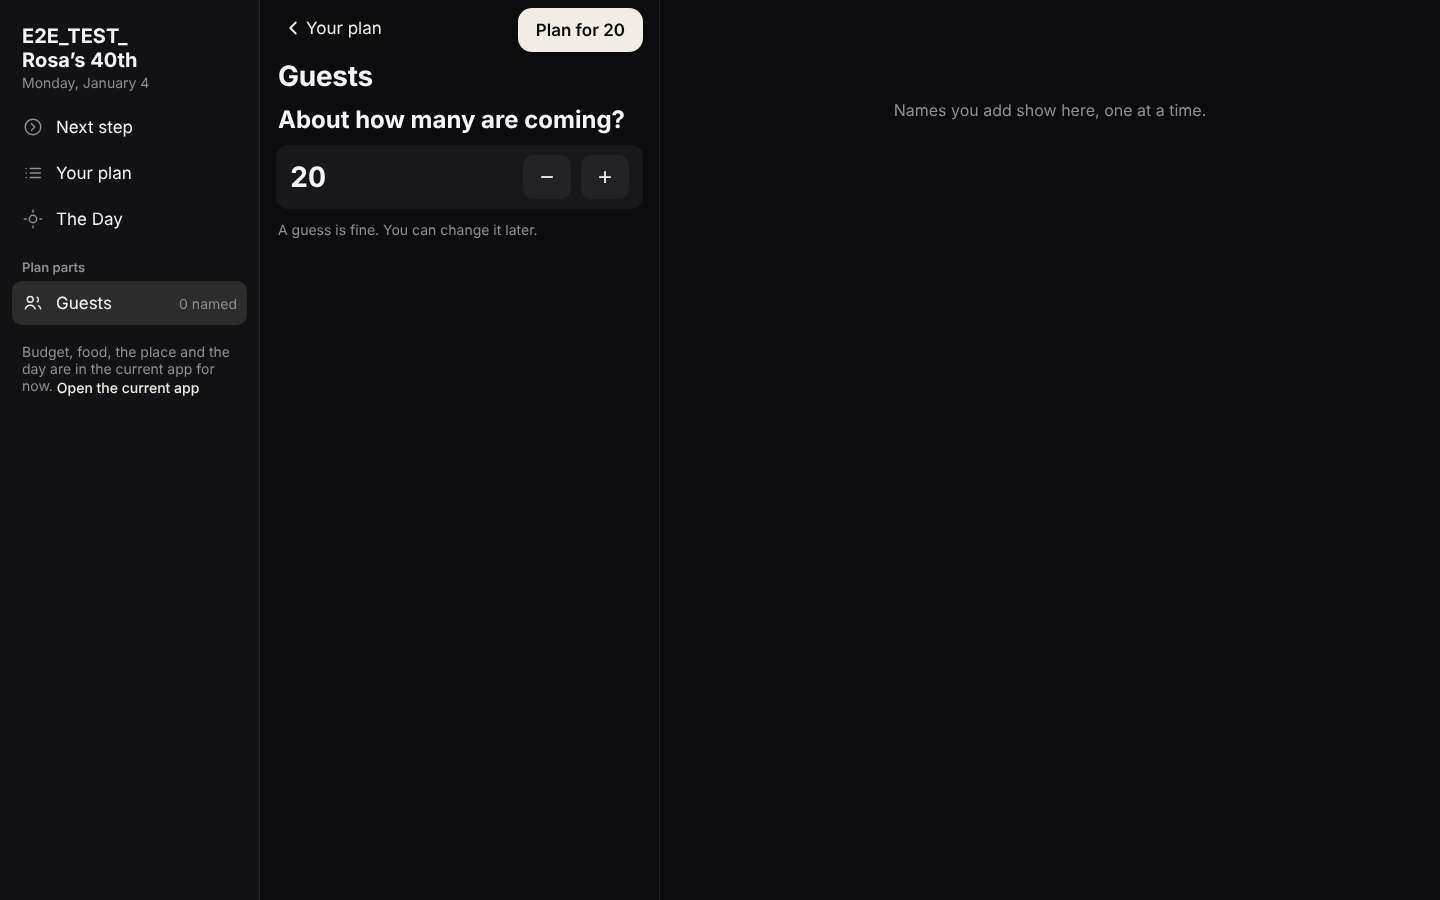 E2E_TEST_
Rosa’s 40th
Monday, January 4
Next step
Your plan
The Day
Plan parts
Guests
0 named
Budget, food, the place and the
day are in the current app for
now. Open the current app
Your plan
Plan for 20
Guests
About how many are coming?
20
−
+
A guess is fine. You can change it later.
Names you add show here, one at a time.